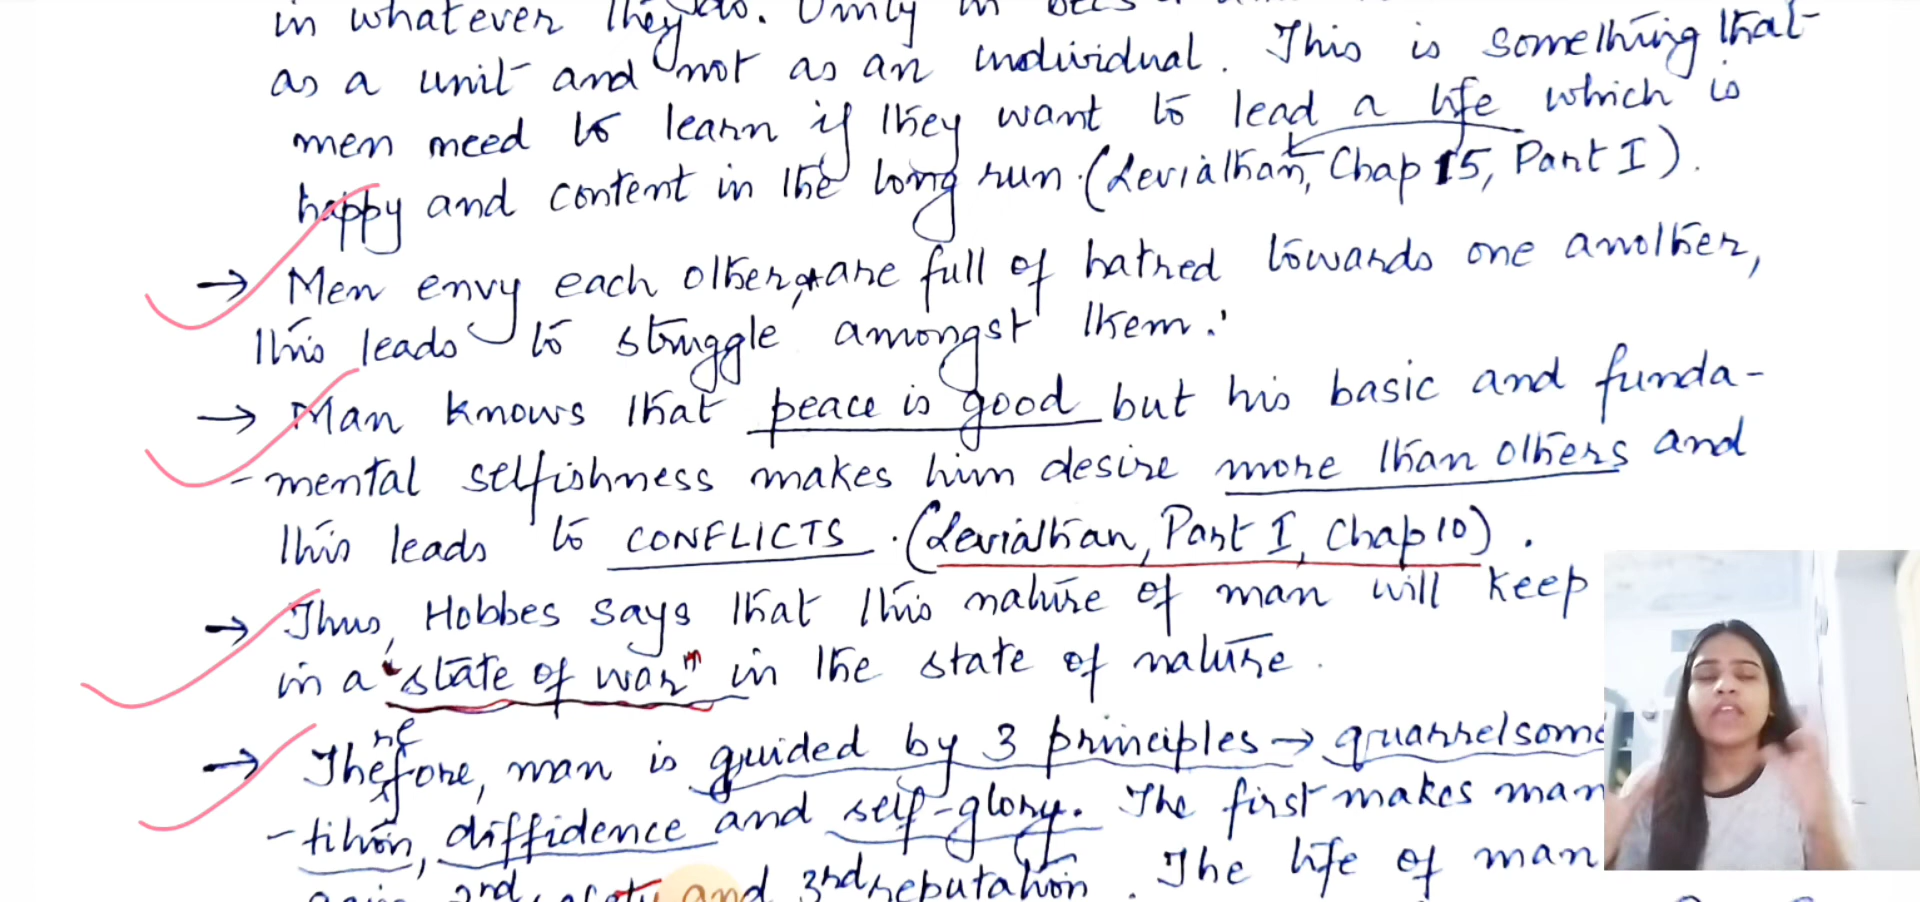 in whatever they do. Unity in
as a unit and not as an individual. This is something that
men need to learn if they want to lead a life which is
happy and content in the long run. (Leviathan, Chap 15, Part I).
→ Men envy each other, are full of hatred towards one another,
this leads to struggle amongst them.
→ Man knows that peace is good but his basic and funda-
-mental selfishness makes him desire more than others and
this leads to CONFLICTS. (Leviathan, Part I, Chap 10).
→ Thus, Hobbes says that this nature of man will keep
in a "state of war" in the state of nature.
→ Therefore, man is guided by 3 principles → quarrelsome
-tition, diffidence and self-glory. The first makes man
2nd, safety and 3rd, reputation. The life of man